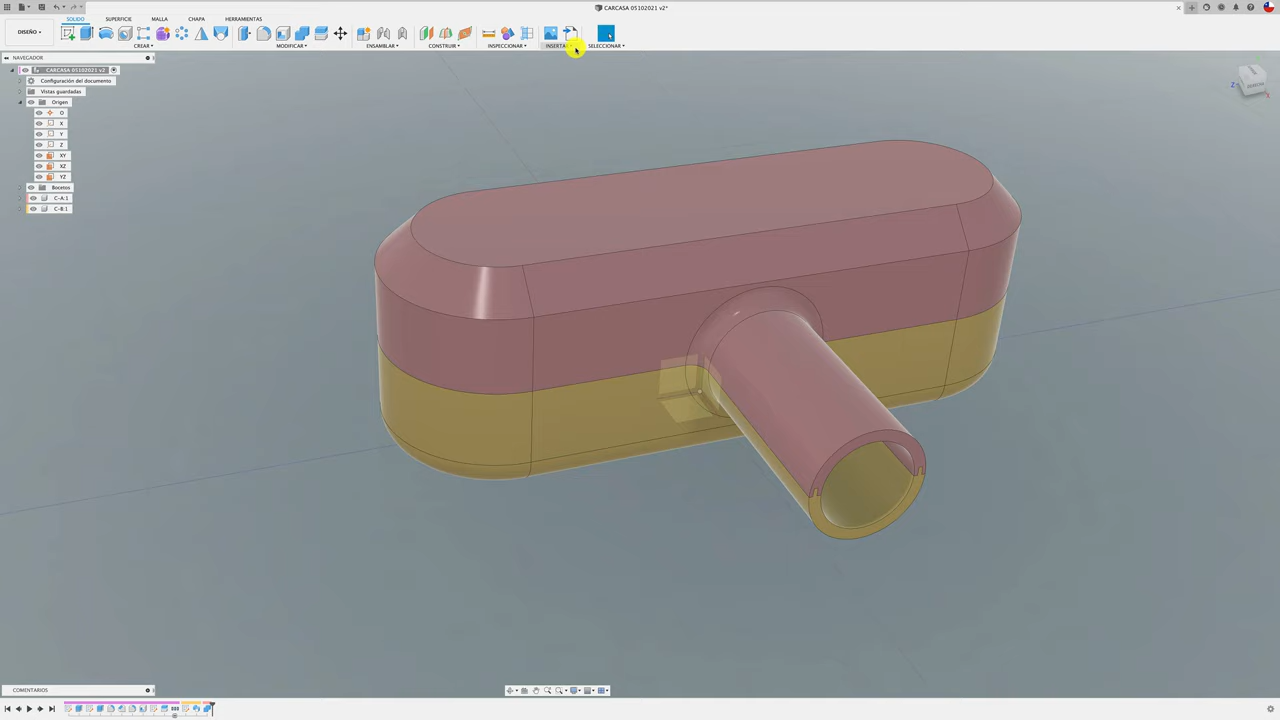 CARCASA 05102021 v2*
SOLIDO SUPERFICIE MALLA CHAPA HERRAMIENTAS
DISEÑO
CREAR MODIFICAR ENSAMBLAR CONSTRUIR INSPECCIONAR INSERTAR SELECCIONAR
NAVEGADOR
CARCASA 05102021 v2
Configuración del documento
Vistas guardadas
Origen
O
X
Y
Z
XY
XZ
YZ
Bocetos
C-A:1
C-B:1
Z
X
COMENTARIOS